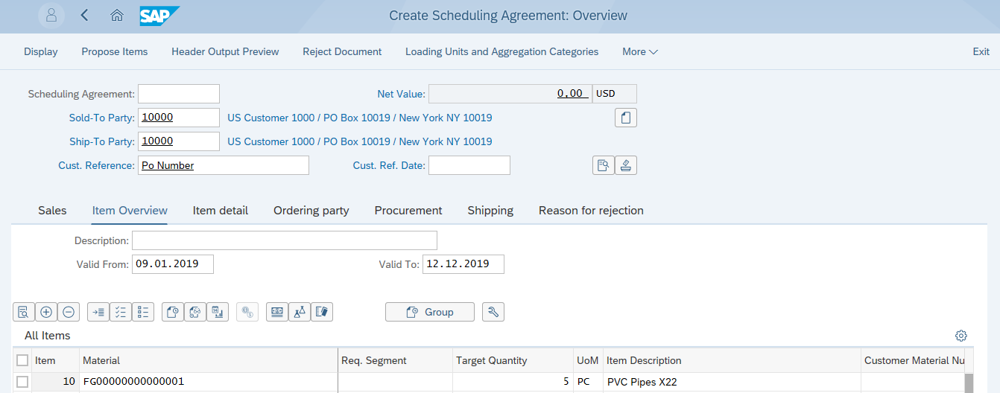 SAP Create Scheduling Agreement: Overview
Display Propose Items Header Output Preview Reject Document Loading Units and Aggregation Categories More Exit
Scheduling Agreement: Net Value: 0,00 USD
Sold-To Party: 10000 US Customer 1000 / PO Box 10019 / New York NY 10019
Ship-To Party: 10000 US Customer 1000 / PO Box 10019 / New York NY 10019
Cust. Reference: Po Number Cust. Ref. Date:
Sales Item Overview Item detail Ordering party Procurement Shipping Reason for rejection
Description:
Valid From: 09.01.2019 Valid To: 12.12.2019
Group
All Items
Item Material Req. Segment Target Quantity UoM Item Description Customer Material Nu
10 FG00000000000001 5 PC PVC Pipes X22